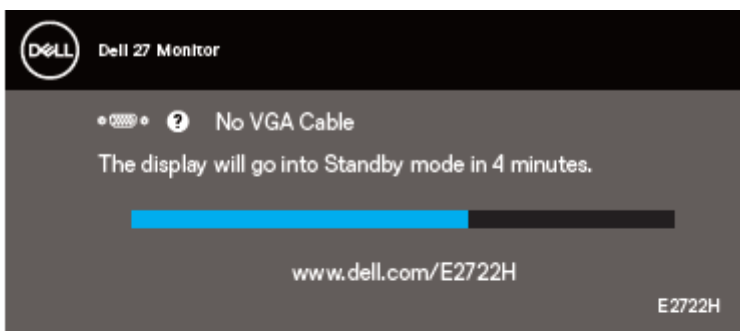 DELL
Dell 27 Monitor
? No VGA Cable
The display will go into Standby mode in 4 minutes.
www.dell.com/E2722H
E2722H